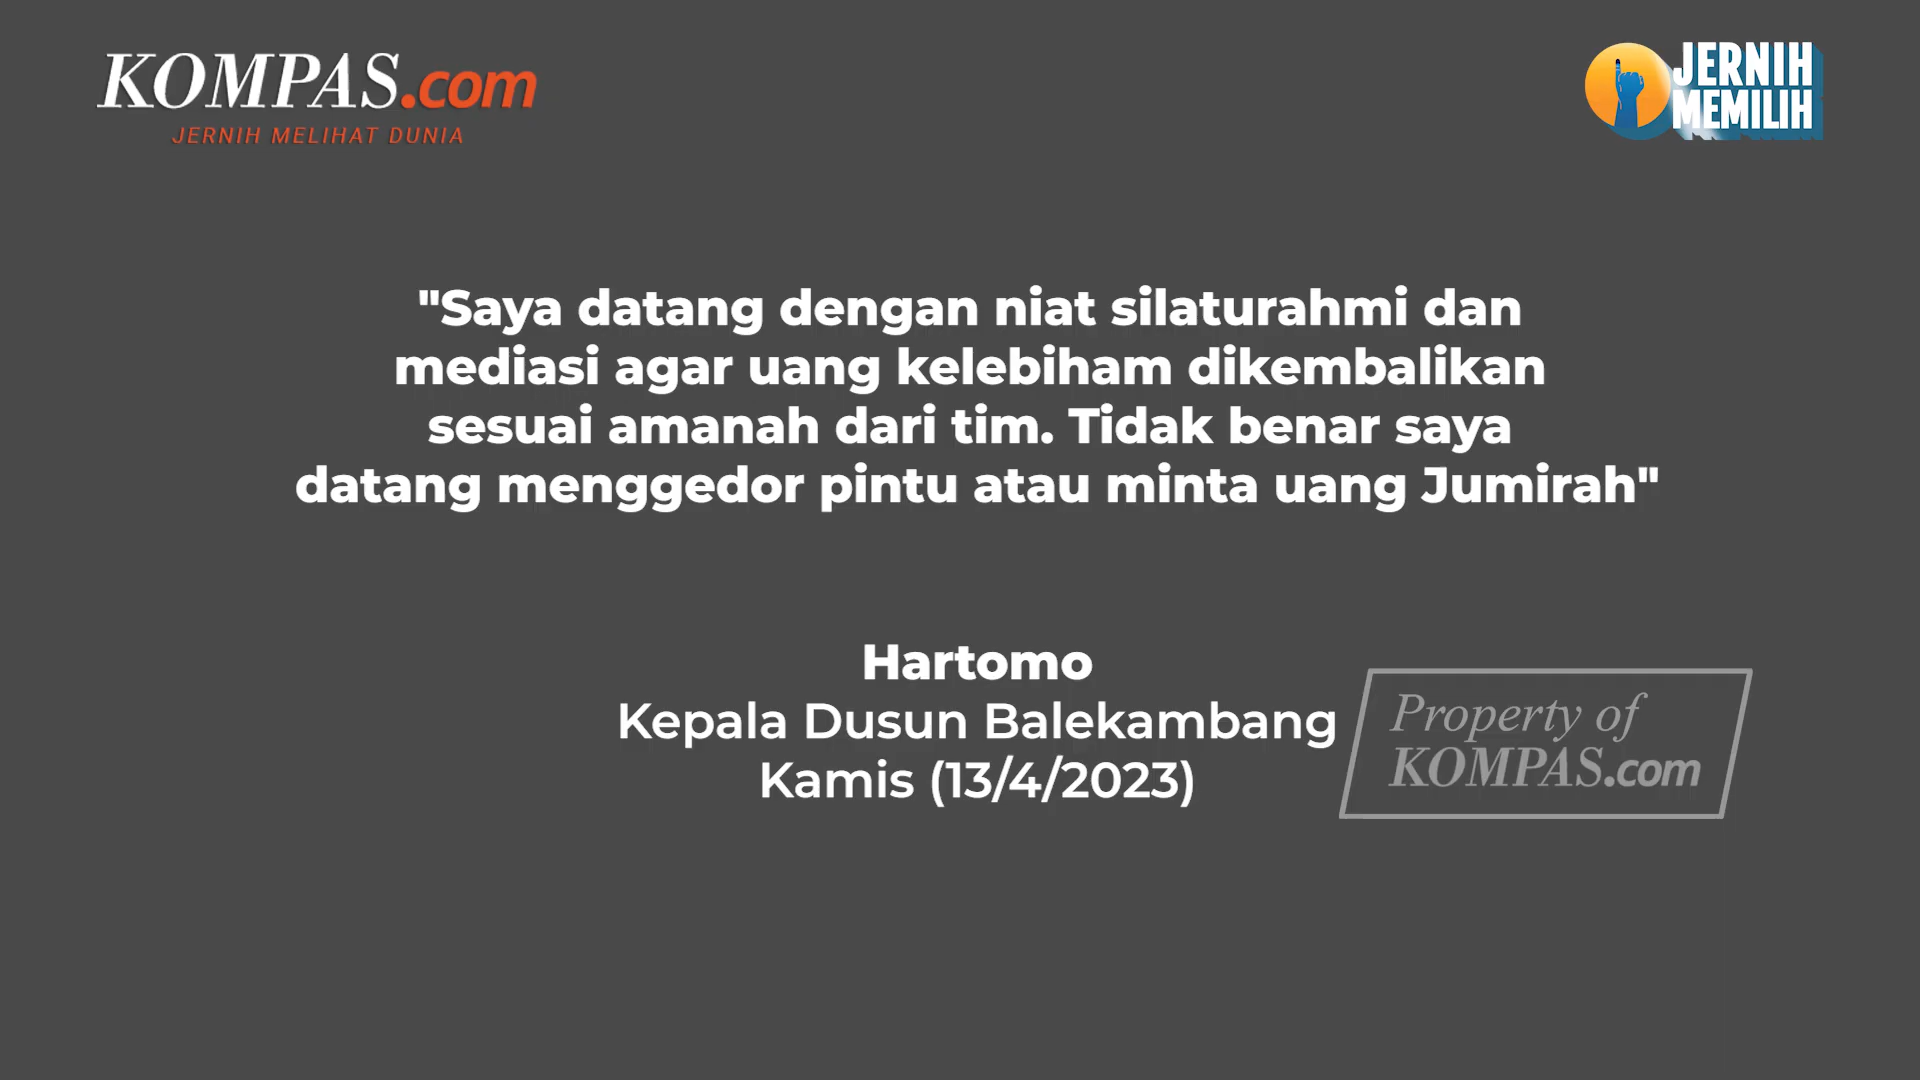 KOMPAS.com
JERNIH MELIHAT DUNIA
JERNIH
MEMILIH
"Saya datang dengan niat silaturahmi dan
mediasi agar uang kelebiham dikembalikan
sesuai amanah dari tim. Tidak benar saya
datang menggedor pintu atau minta uang Jumirah"
Hartomo
Kepala Dusun Balekambang
Kamis (13/4/2023)
Property of
KOMPAS.com